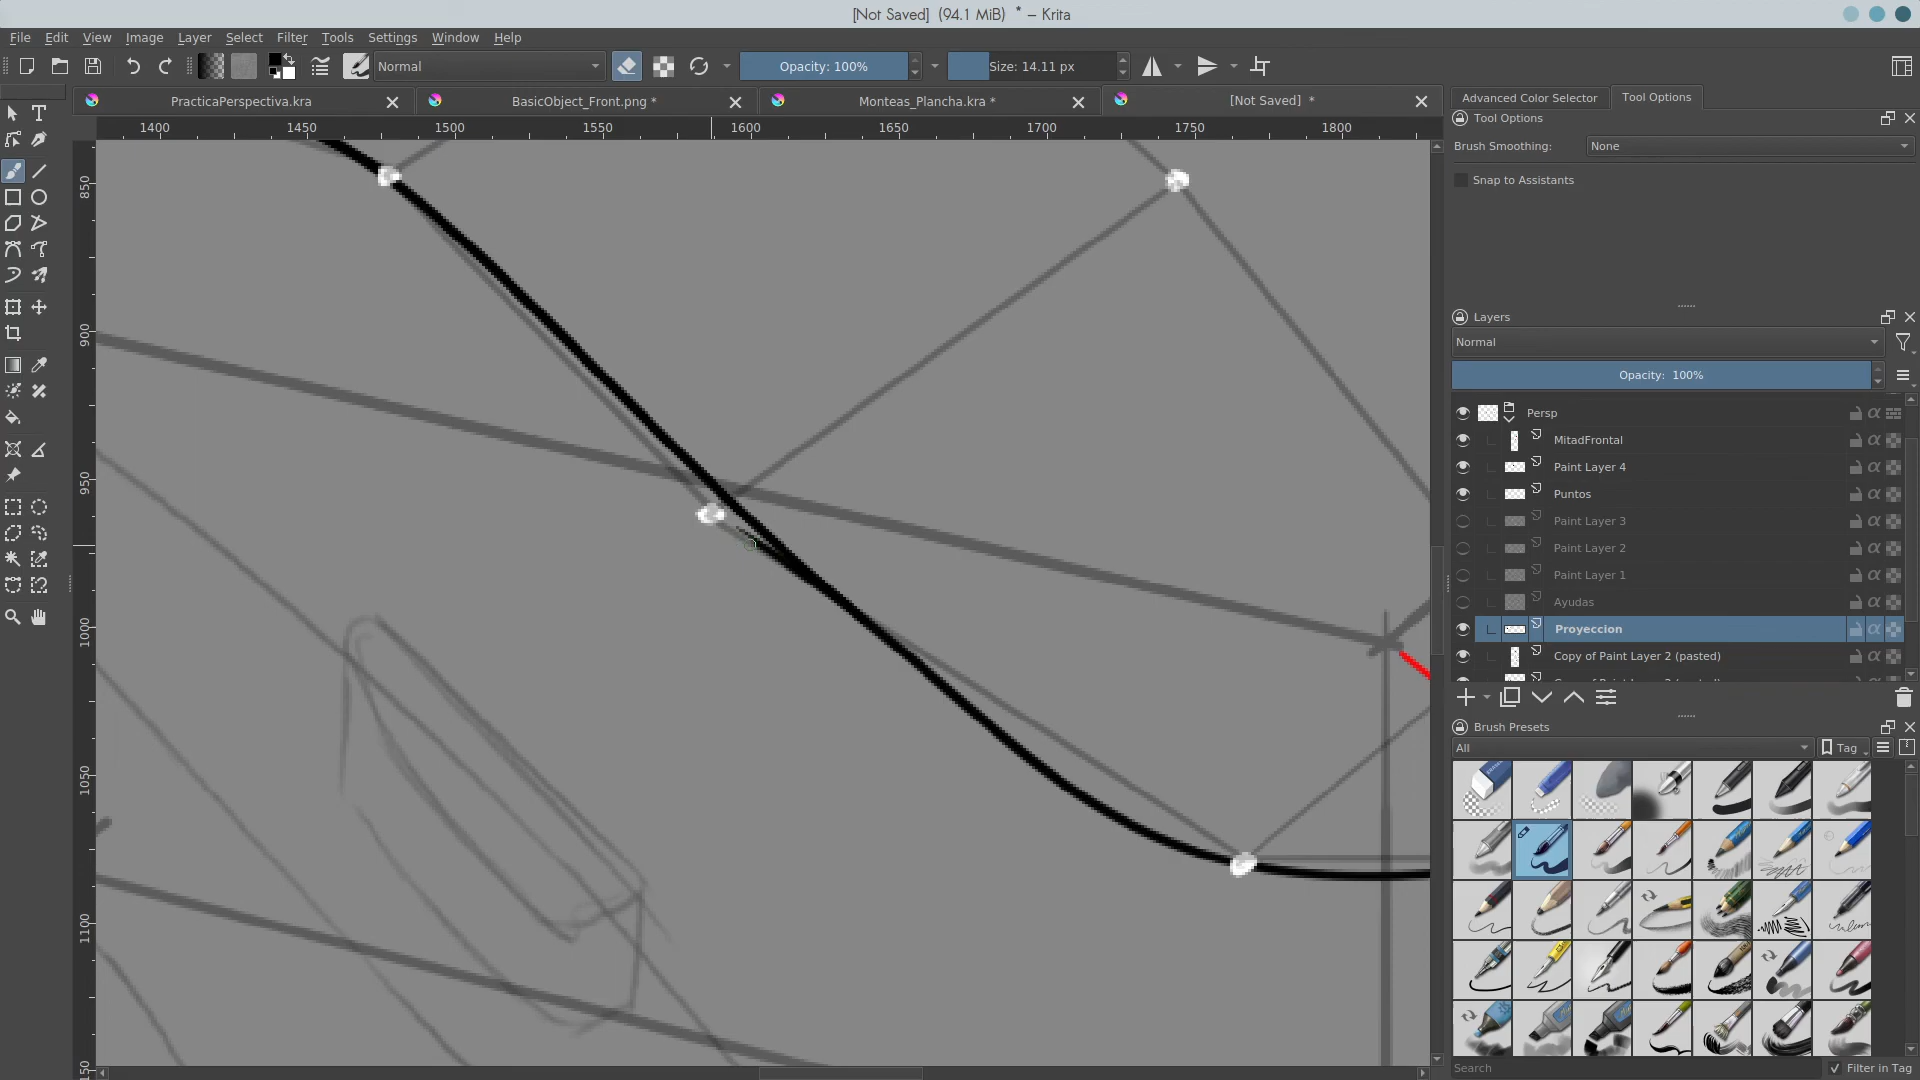 [Not Saved]  (94.1 MiB)  * – Krita
File Edit View Image Layer Select Filter Tools Settings Window Help
Normal Opacity: 100% Size: 14.11 px
PracticaPerspectiva.kra BasicObject_Front.png * Monteas_Plancha.kra * [Not Saved] *
Advanced Color Selector Tool Options
1400 1450 1500 1550 1600 1650 1700 1750 1800
Tool Options
Brush Smoothing: None
Snap to Assistants
850
900
950
1000
1050
1100
Layers
Normal
Opacity: 100%
Persp
MitadFrontal
Paint Layer 4
Puntos
Paint Layer 3
Paint Layer 2
Paint Layer 1
Ayudas
Proyeccion
Copy of Paint Layer 2 (pasted)
Brush Presets
All Tag
Search Filter in Tag